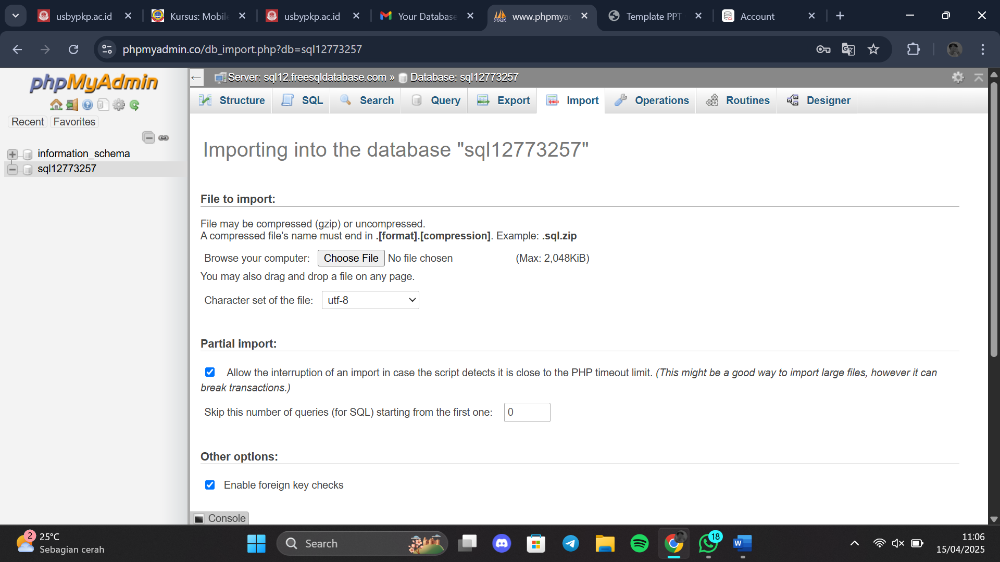 usbypkp.ac.id
Kursus: Mobil
usbypkp.ac.id
Your Database
www.phpmya
Template PPT
Account
phpmyadmin.co/db_import.php?db=sql12773257
phpMyAdmin
Recent
Favorites
information_schema
sql12773257
Server: sql12.freesqldatabase.com » Database: sql12773257
Structure
SQL
Search
Query
Export
Import
Operations
Routines
Designer
Importing into the database "sql12773257"
File to import:
File may be compressed (gzip) or uncompressed.
A compressed file's name must end in .[format].[compression]. Example: .sql.zip
Browse your computer: Choose File No file chosen (Max: 2,048KiB)
You may also drag and drop a file on any page.
Character set of the file: utf-8
Partial import:
Allow the interruption of an import in case the script detects it is close to the PHP timeout limit. (This might be a good way to import large files, however it can
break transactions.)
Skip this number of queries (for SQL) starting from the first one: 0
Other options:
Enable foreign key checks
Console
2
25°C
Sebagian cerah
Search
18
11:06
15/04/2025